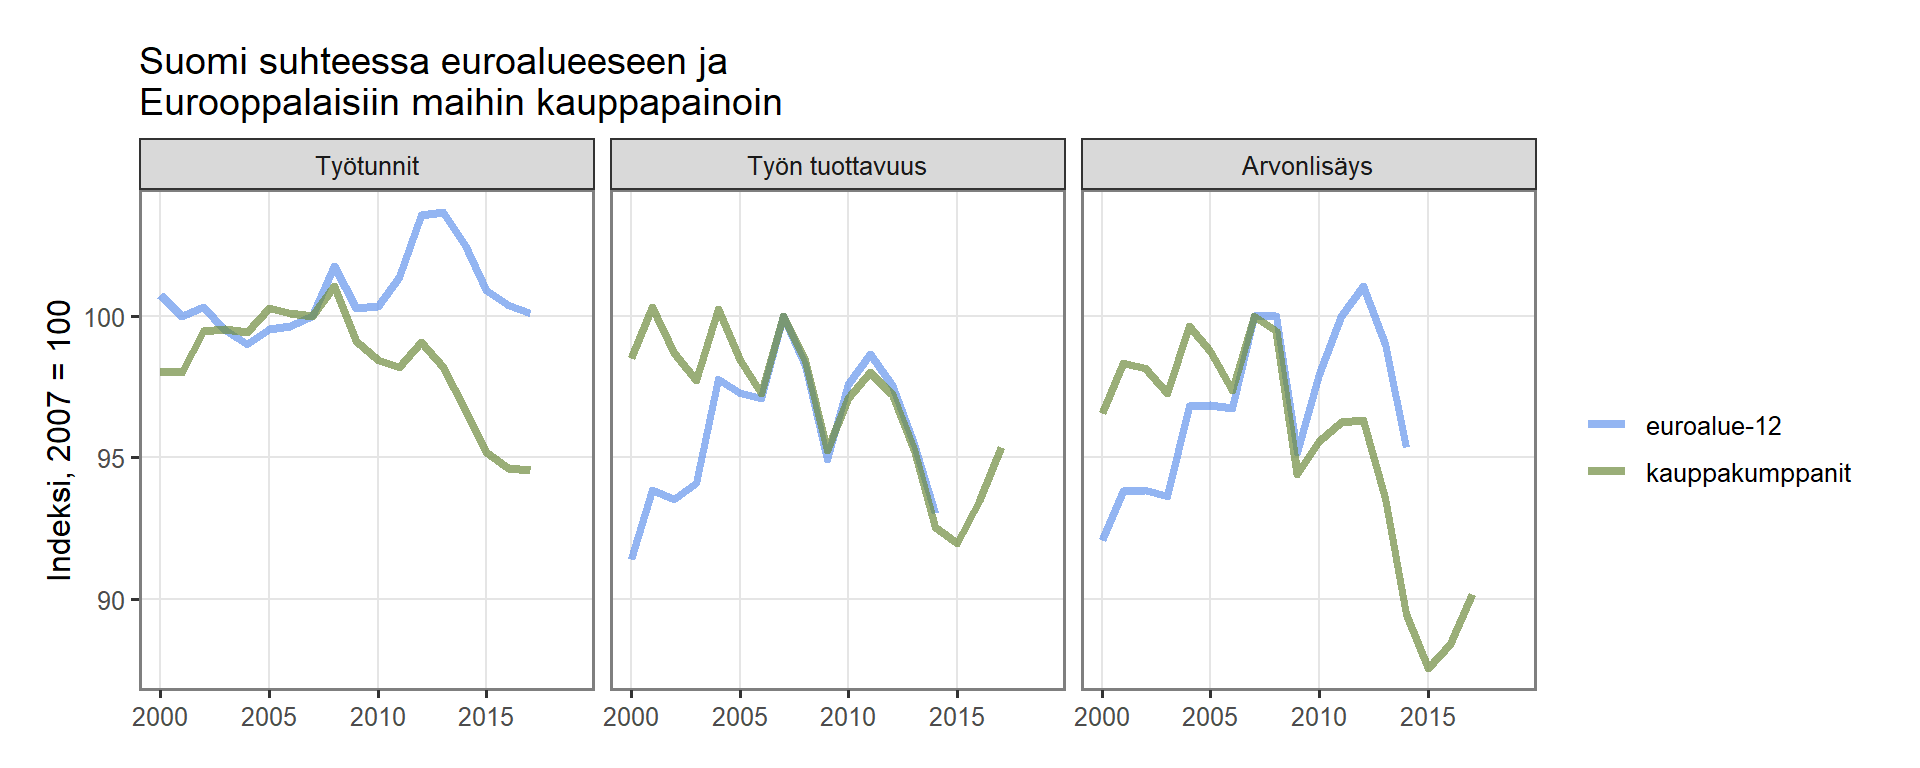 Suomi suhteessa euroalueeseen ja
Eurooppalaisiin maihin kauppapainoin
Työtunnit
Työn tuottavuus
Arvonlisäys
Indeksi, 2007 = 100
100
95
90
2000 2005 2010 2015
2000 2005 2010 2015
2000 2005 2010 2015
euroalue-12
kauppakumppanit